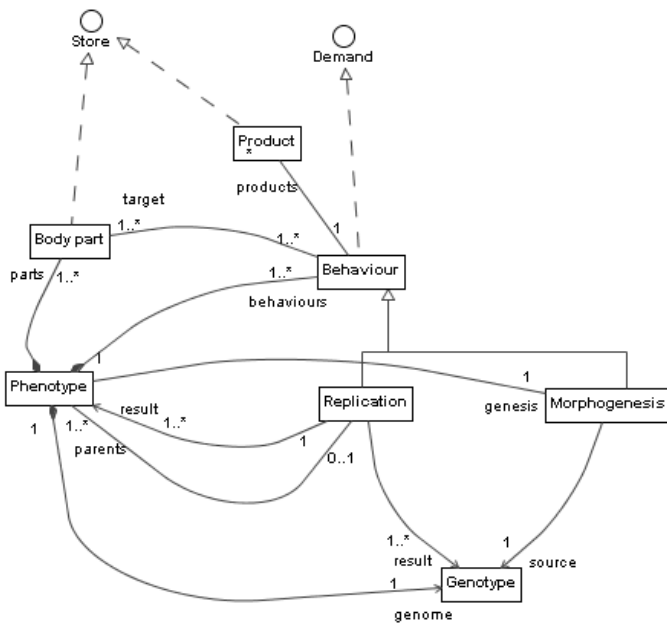 Store
Demand
Product
*
products
target
1..*
1
1..*
Body part
Behaviour
parts
1..*
1..*
behaviours
1
Phenotype
1
Replication
genesis
Morphogenesis
result
1
1..*
1..*
1
parents
0..1
1..*
1
result
source
1
Genotype
genome